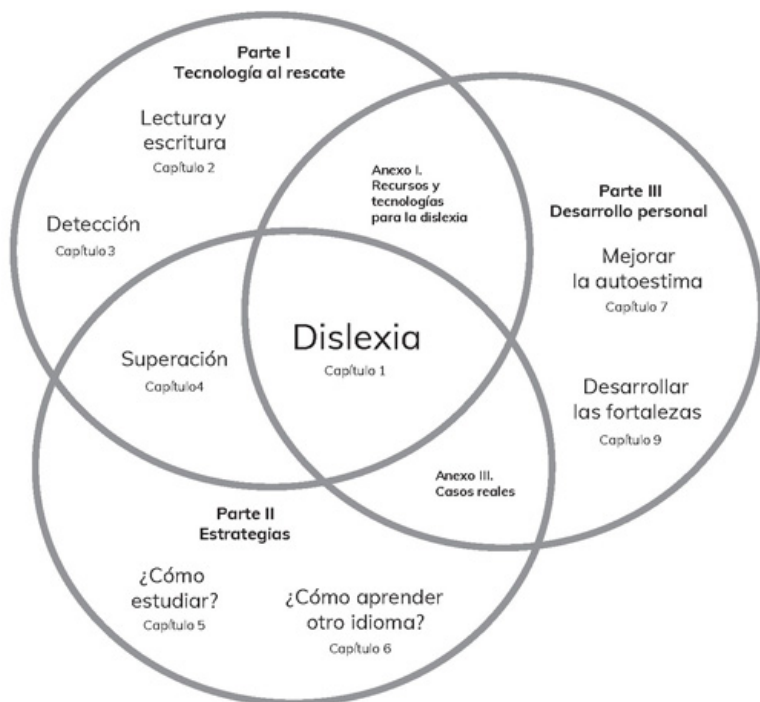 Parte I
Tecnología al rescate
Lectura y
escritura
Capítulo 2
Detección
Capítulo 3
Anexo I.
Recursos y
tecnologías
para la dislexia
Parte III
Desarrollo personal
Mejorar
la autoestima
Capítulo 7
Desarrollar
las fortalezas
Capítulo 9
Dislexia
Capítulo 1
Superación
Capítulo4
Anexo III.
Casos reales
Parte II
Estrategias
¿Cómo
estudiar?
Capítulo 5
¿Cómo aprender
otro idioma?
Capítulo 6